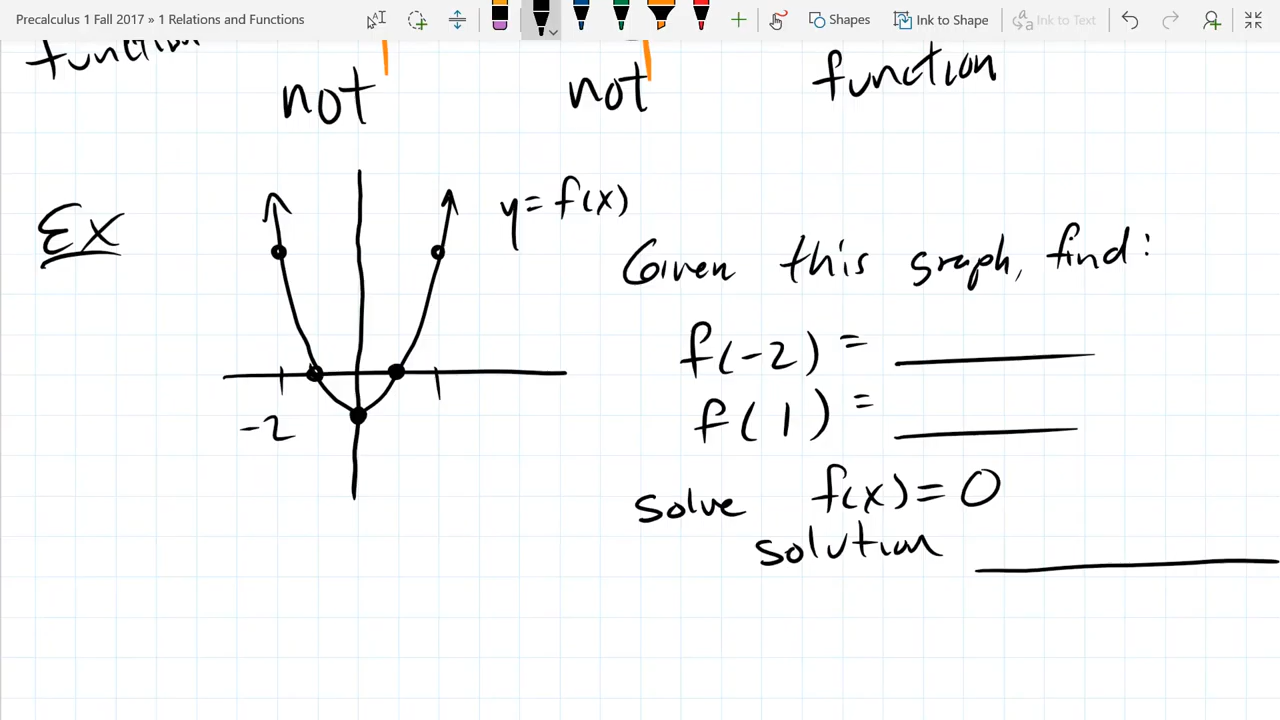 Precalculus 1 Fall 2017 » 1 Relations and Functions
Shapes
Ink to Shape
Ink to Text
function
not
not
function
Ex
y = f(x)
Given this graph, find:
f(-2) =
-2
f(1) =
solve f(x) = 0
solution